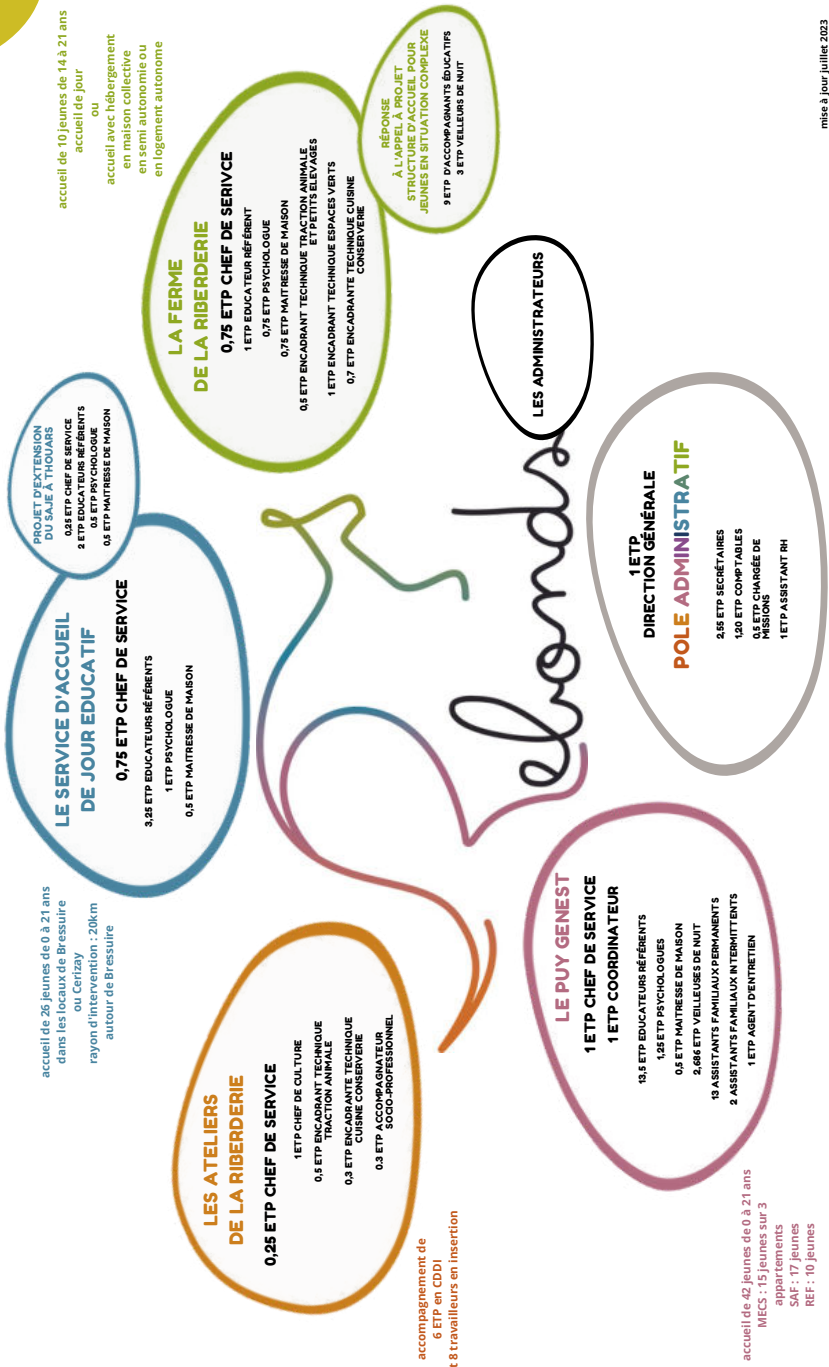 accueil de 26 jeunes de 0 à 21 ans
dans les locaux de Bressuire
ou Cerizay
rayon d'intervention : 20km
autour de Bressuire
LE SERVICE D'ACCUEIL
DE JOUR EDUCATIF
0,75 ETP CHEF DE SERVICE
3,25 ETP EDUCATEURS RÉFÉRENTS
1 ETP PSYCHOLOGUE
0,5 ETP MAITRESSE DE MAISON
PROJET D'EXTENSION
DU SAJE À THOUARS
0,25 ETP CHEF DE SERVICE
2 ETP EDUCATEURS RÉFÉRENTS
0.5 ETP PSYCHOLOGUE
0,5 ETP MAITRESSE DE MAISON
accueil de 10 jeunes de 14 à 21 ans
accueil de jour
ou
accueil avec hébergement
en maison collective
en semi autonomie ou
en logement autonome
LES ATELIERS
DE LA RIBERDERIE
0,25 ETP CHEF DE SERVICE
1 ETP CHEF DE CULTURE
0,5 ETP ENCADRANT TECHNIQUE
TRACTION ANIMALE
0,3 ETP ENCADRANTE TECHNIQUE
CUISINE CONSERVERIE
0.3 ETP ACCOMPAGNATEUR
SOCIO-PROFESSIONNEL
accompagnement de
6 ETP en CDDI
t 8 travailleurs en insertion
LA FERME
DE LA RIBERDERIE
0,75 ETP CHEF DE SERIVCE
1 ETP EDUCATEUR RÉFÉRENT
0,75 ETP PSYCHOLOGUE
0,75 ETP MAITRESSE DE MAISON
0,5 ETP ENCADRANT TECHNIQUE TRACTION ANIMALE
ET PETITS ELEVAGES
1 ETP ENCADRANT TECHNIQUE ESPACES VERTS
0,7 ETP ENCADRANTE TECHNIQUE CUISINE
CONSERVERIE
RÉPONSE
À L'APPEL À PROJET
STRUCTURE D'ACCUEIL POUR
JEUNES EN SITUATION COMPLEXE
9 ETP D'ACCOMPAGNANTS ÉDUCATIFS
3 ETP VEILLEURS DE NUIT
ebonds
LES ADMINISTRATEURS
LE PUY GENEST
1 ETP CHEF DE SERVICE
1 ETP COORDINATEUR
13,5 ETP EDUCATEURS RÉFÉRENTS
1,25 ETP PSYCHOLOGUES
0,5 ETP MAITRESSE DE MAISON
2,686 ETP VEILLEUSES DE NUIT
13 ASSISTANTS FAMILIAUX PERMANENTS
2 ASSISTANTS FAMILIAUX INTERMITTENTS
1 ETP AGENT D'ENTRETIEN
accueil de 42 jeunes de 0 à 21 ans
MECS : 15 jeunes sur 3
appartements
SAF : 17 jeunes
REF : 10 jeunes
1 ETP
DIRECTION GÉNÉRALE
POLE ADMINISTRATIF
2,55 ETP SECRÉTAIRES
1,20 ETP COMPTABLES
0,5 ETP CHARGÉE DE
MISSIONS
1 ETP ASSISTANT RH
mise à jour juillet 2023